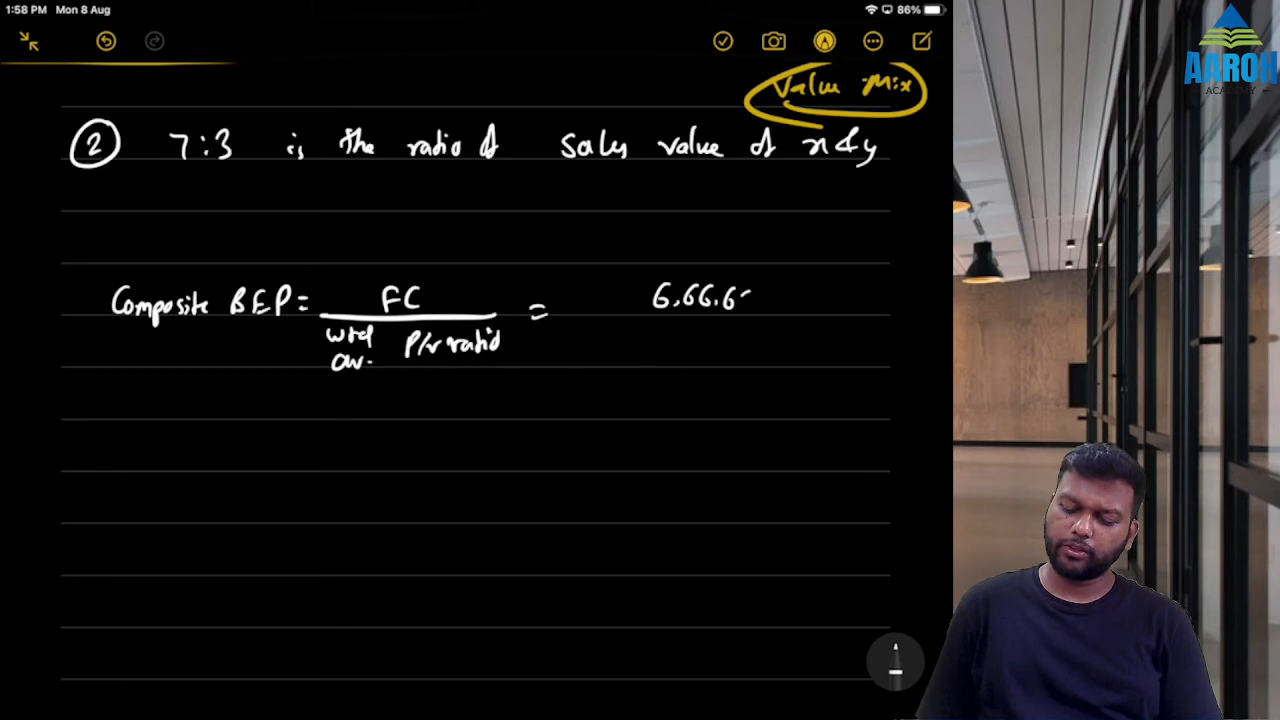 1:58 PM Mon 8 Aug
86%
AAROH
ACADEMY
Value Mix
② 7:3 is the ratio of Sales value of x & y
Composite BEP = FC = 6,66,6
wtd av. P/v ratio